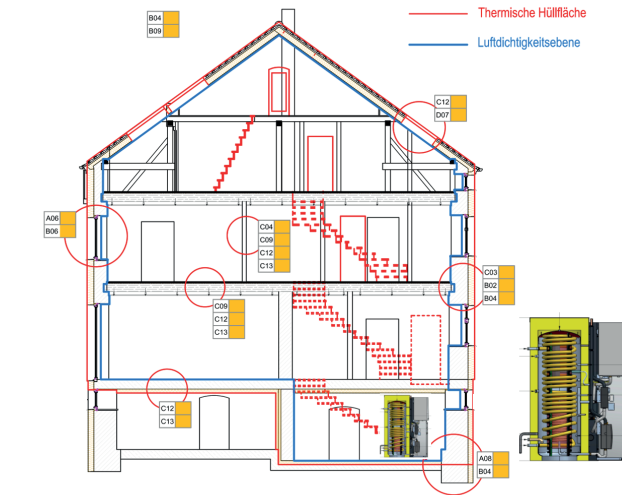 B04
B09
Thermische Hüllfläche
Luftdichtigkeitsebene
C12
D07
A06
B06
C04
C09
C12
C13
C03
B02
B04
C09
C12
C13
C12
C13
A08
B04